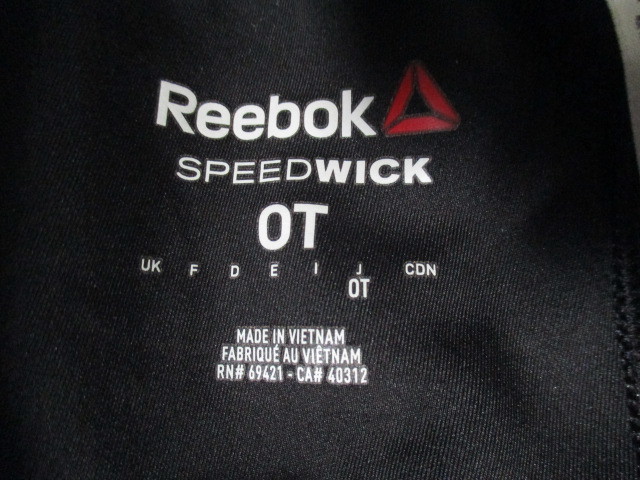 Reebok
SPEEDWICK
OT
UK F D E I J CDN
OT
MADE IN VIETNAM
FABRIQUÉ AU VIÊTNAM
RN# 69421 - CA# 40312